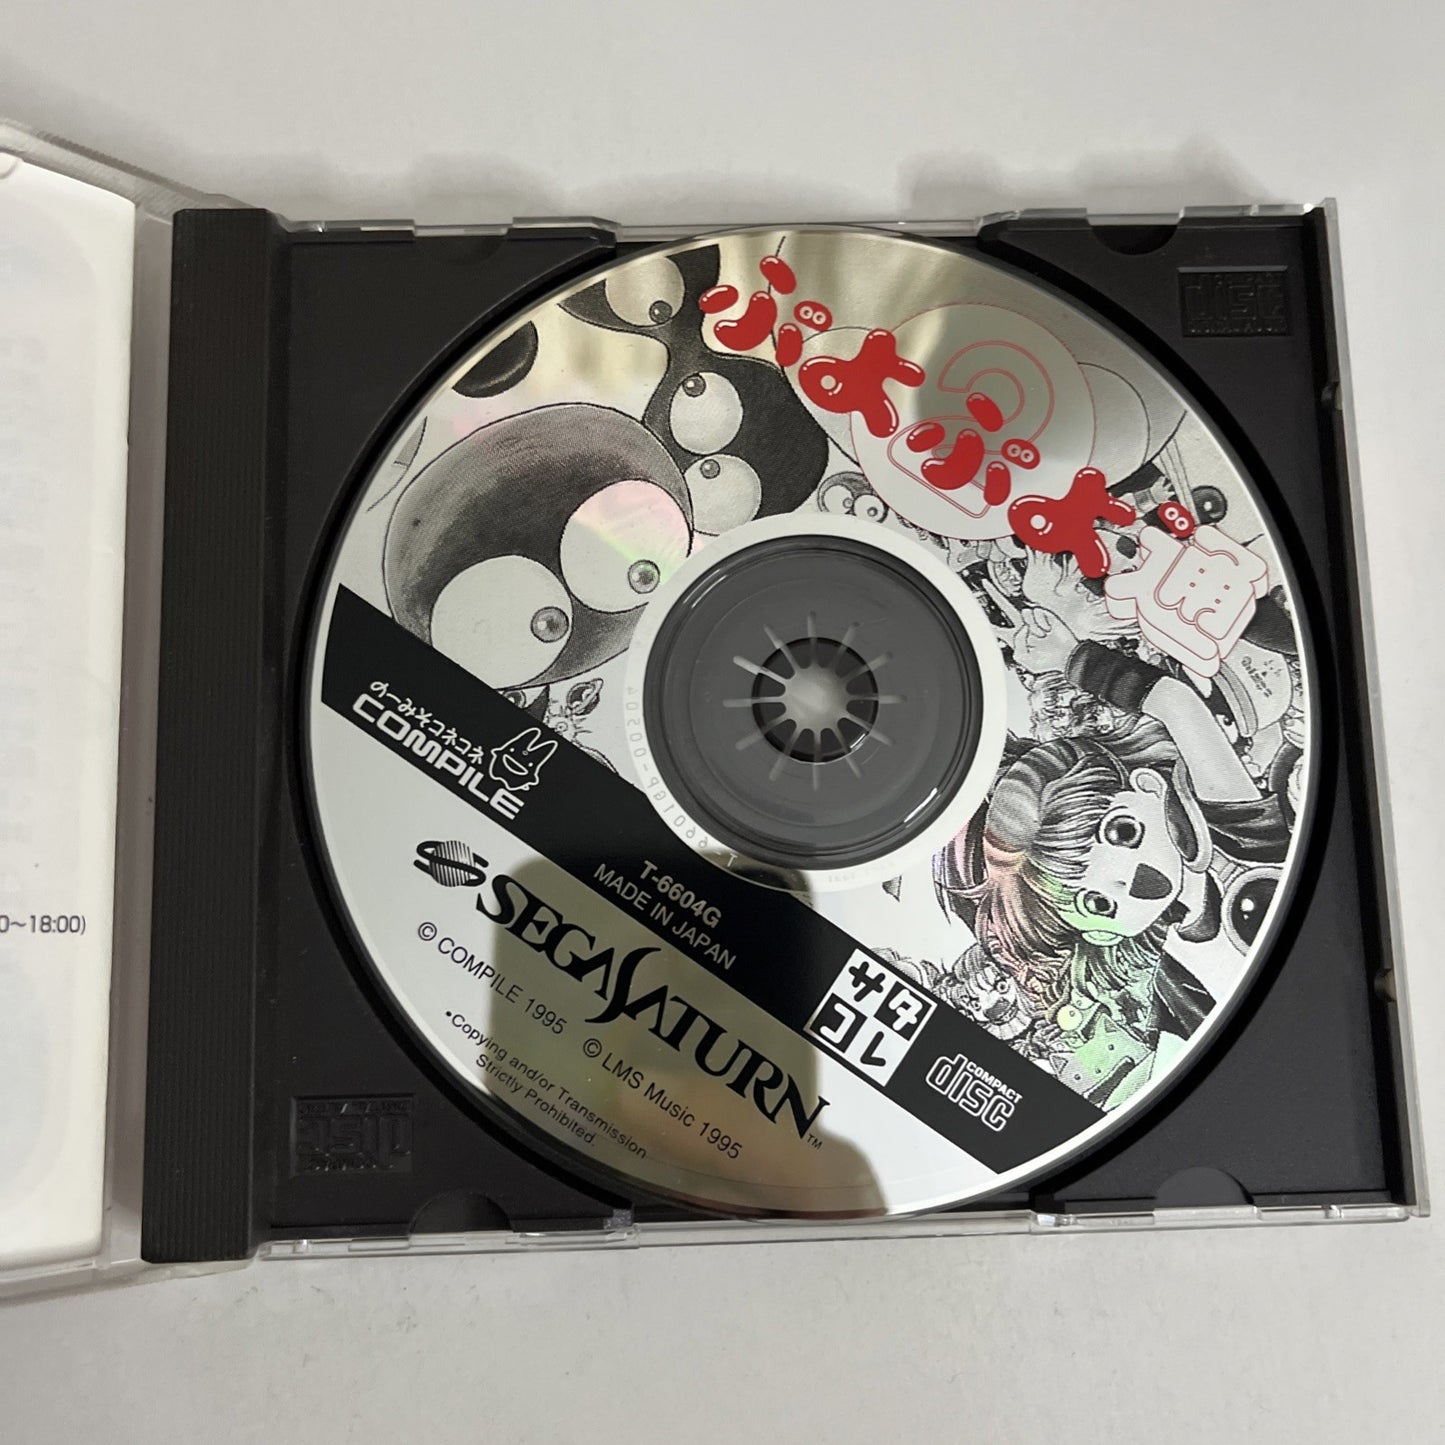 ぷよぷよ通
2
のーみそコネコネ
COMPILE
T-6604G
MADE IN JAPAN
SEGA SATURN™
© COMPILE 1995 © LMS Music 1995
•Copying and/or Transmission
Strictly Prohibited.
サタ
コレ
COMPACT
disc
0~18:00)